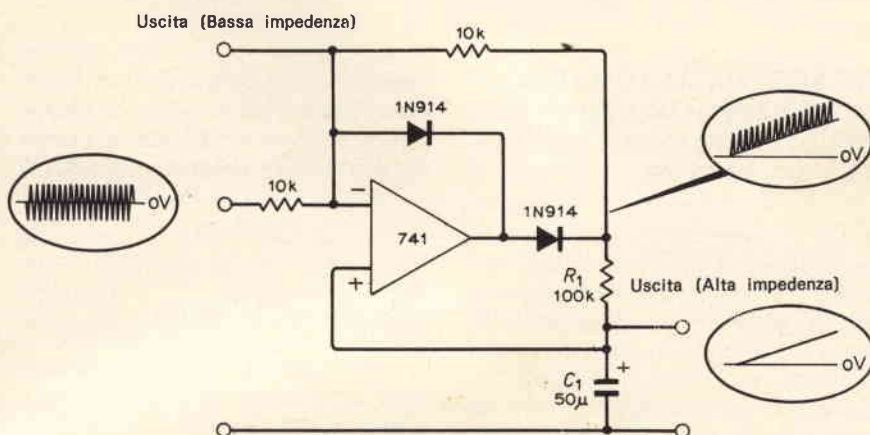 Uscita (Bassa impedenza)
10k
1N914
0V
0V
10k
−
1N914
741
+
R1
100k
Uscita (Alta impedenza)
+
C1
50μ
0V